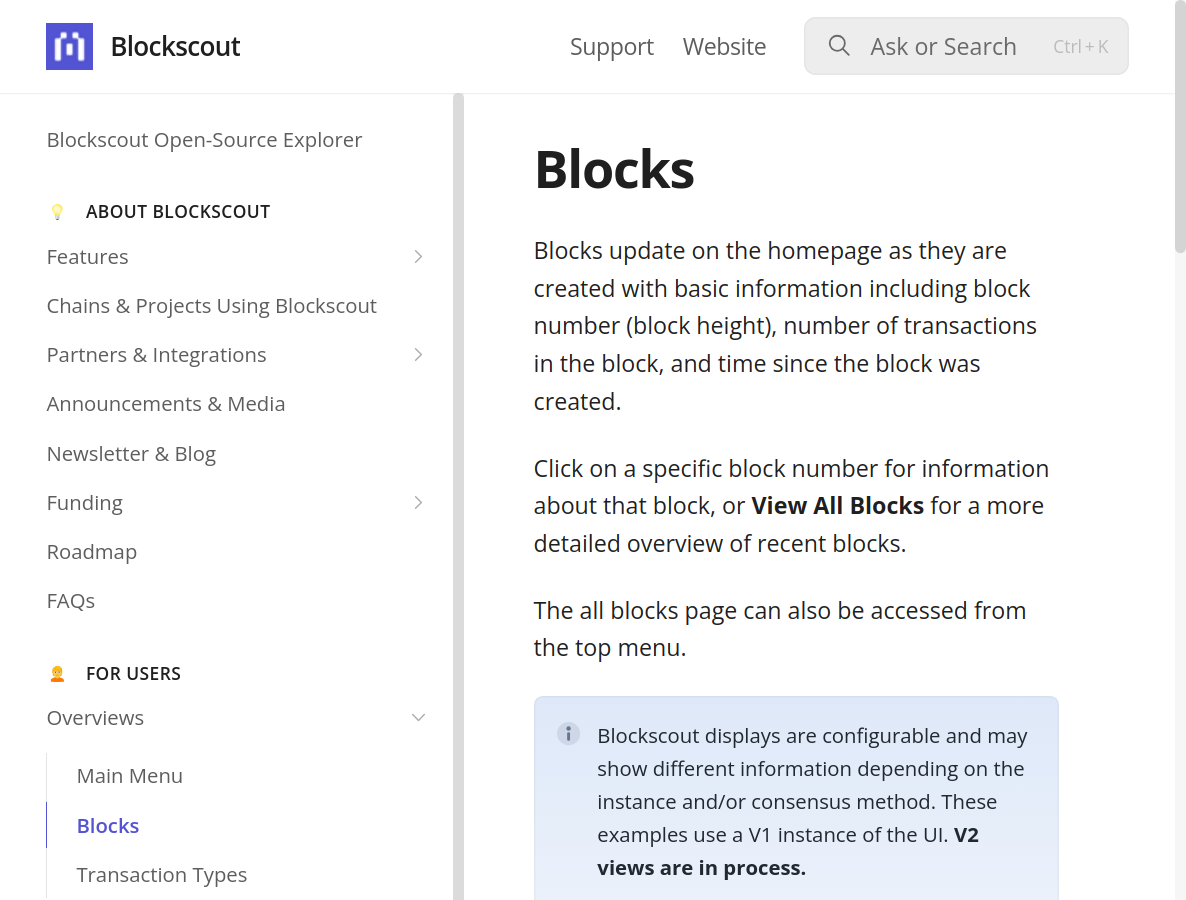 Blockscout
Support
Website
Ask or Search
Ctrl + K
Blockscout Open-Source Explorer
ABOUT BLOCKSCOUT
Features
Chains & Projects Using Blockscout
Partners & Integrations
Announcements & Media
Newsletter & Blog
Funding
Roadmap
FAQs
FOR USERS
Overviews
Main Menu
Blocks
Transaction Types
Blocks
Blocks update on the homepage as they are
created with basic information including block
number (block height), number of transactions
in the block, and time since the block was
created.
Click on a specific block number for information
about that block, or View All Blocks for a more
detailed overview of recent blocks.
The all blocks page can also be accessed from
the top menu.
Blockscout displays are configurable and may
show different information depending on the
instance and/or consensus method. These
examples use a V1 instance of the UI. V2
views are in process.